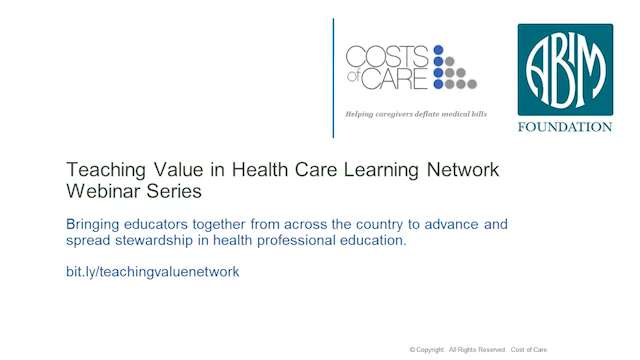 COSTS
of CARE
Helping caregivers deflate medical bills
ABIM
FOUNDATION
Teaching Value in Health Care Learning Network
Webinar Series
Bringing educators together from across the country to advance and
spread stewardship in health professional education.
bit.ly/teachingvaluenetwork
© Copyright. All Rights Reserved. Cost of Care